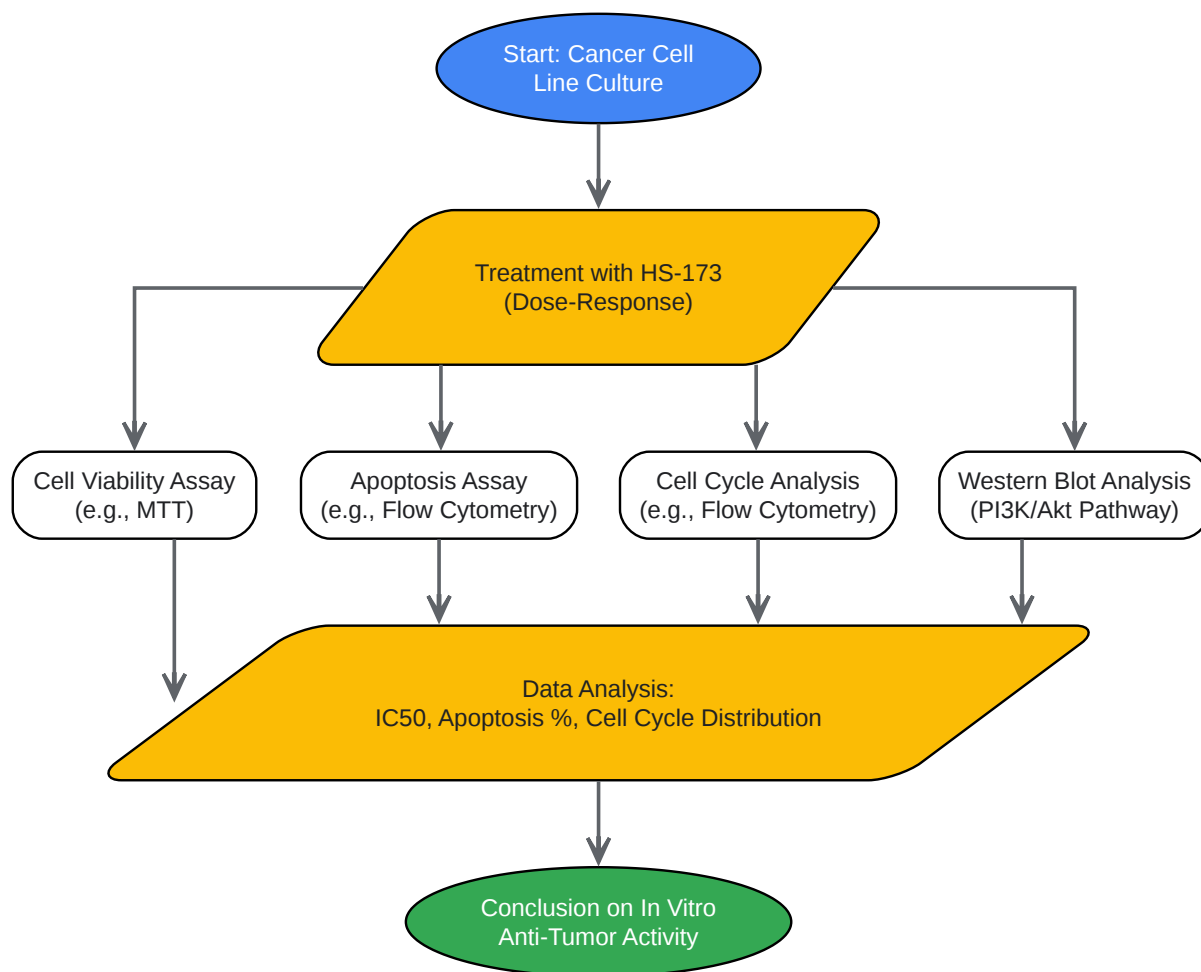 Start: Cancer Cell
Line Culture
Treatment with HS-173
(Dose-Response)
Cell Viability Assay
(e.g., MTT)
Apoptosis Assay
(e.g., Flow Cytometry)
Cell Cycle Analysis
(e.g., Flow Cytometry)
Western Blot Analysis
(PI3K/Akt Pathway)
Data Analysis:
IC50, Apoptosis %, Cell Cycle Distribution
Conclusion on In Vitro
Anti-Tumor Activity